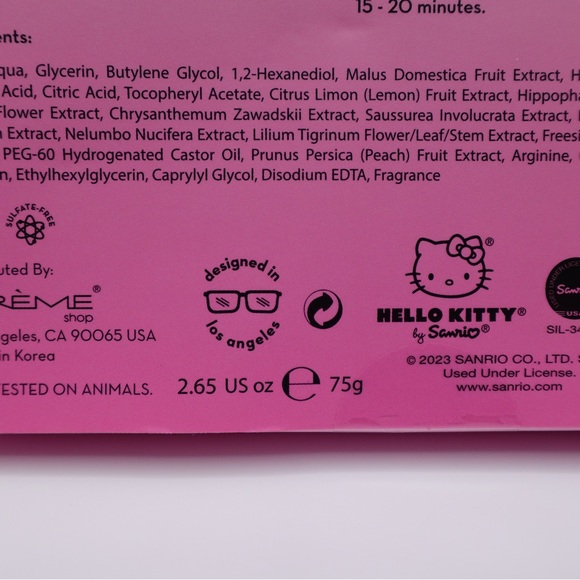 15 - 20 minutes.
ents:
qua, Glycerin, Butylene Glycol, 1,2-Hexanediol, Malus Domestica Fruit Extract, H
Acid, Citric Acid, Tocopheryl Acetate, Citrus Limon (Lemon) Fruit Extract, Hippopha
Flower Extract, Chrysanthemum Zawadskii Extract, Saussurea Involucrata Extract,
n Extract, Nelumbo Nucifera Extract, Lilium Tigrinum Flower/Leaf/Stem Extract, Freesi
PEG-60 Hydrogenated Castor Oil, Prunus Persica (Peach) Fruit Extract, Arginine,
n, Ethylhexylglycerin, Caprylyl Glycol, Disodium EDTA, Fragrance
SULFATE-FREE
uted By:
RÈME®
shop
geles, CA 90065 USA
in Korea
TESTED ON ANIMALS.
designed in
los angeles
2.65 US oz ℮ 75g
HELLO KITTY®
by Sanrio
© 2023 SANRIO CO., LTD. S
Used Under License.
www.sanrio.com
USA
SIL-34